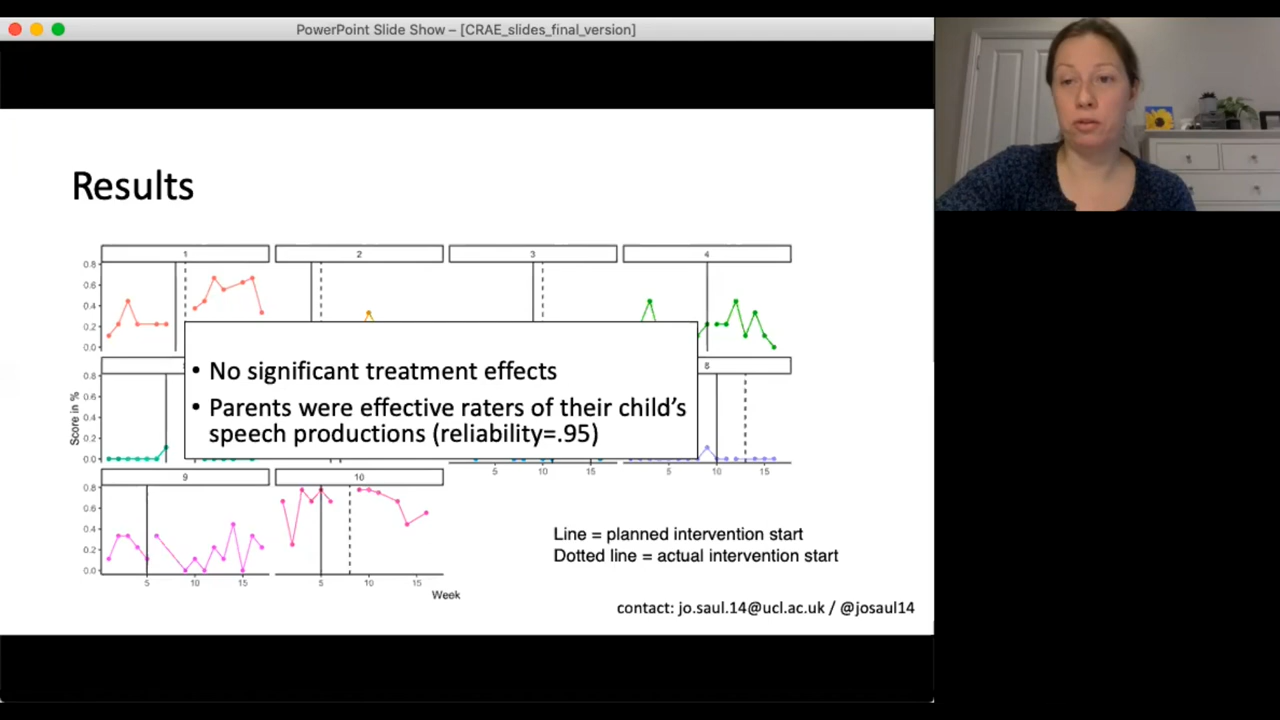 PowerPoint Slide Show – [CRAE_slides_final_version]
Results
1 2 3 4
0.8
0.6
0.4
0.2
0.0
8
0.8
0.6
0.4
0.2
0.0
Score in %
• No significant treatment effects
• Parents were effective raters of their child's
speech productions (reliability=.95)
5 10 15 5 10 15
9 10
0.8
0.6
0.4
0.2
0.0
5 10 15 5 10 15
Week
Line = planned intervention start
Dotted line = actual intervention start
contact: jo.saul.14@ucl.ac.uk / @josaul14